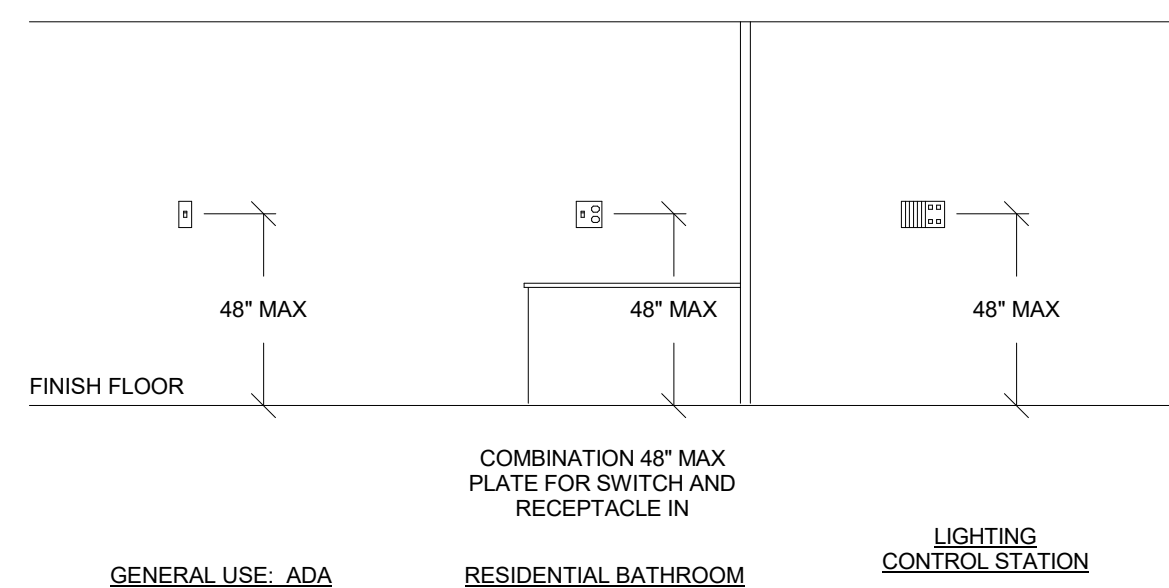 48" MAX
48" MAX
48" MAX
FINISH FLOOR
COMBINATION 48" MAX
PLATE FOR SWITCH AND
RECEPTACLE IN
LIGHTING
CONTROL STATION
GENERAL USE: ADA
RESIDENTIAL BATHROOM